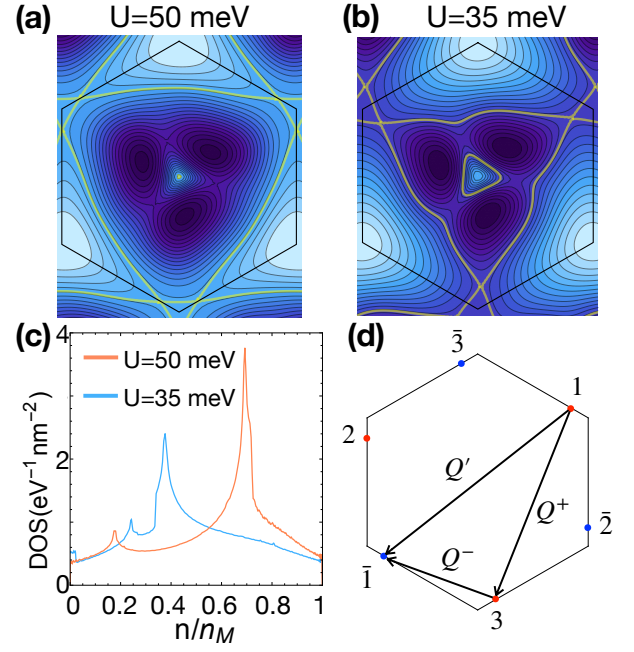 (a) U=50 meV
(b) U=35 meV
(c)
DOS(eV⁻¹nm⁻²)
4
2
0
U=50 meV
U=35 meV
0 0.2 0.4 0.6 0.8 1
n/n_M
(d)
3̄
1
2
Q′
Q⁺
2̄
Q⁻
1̄
3